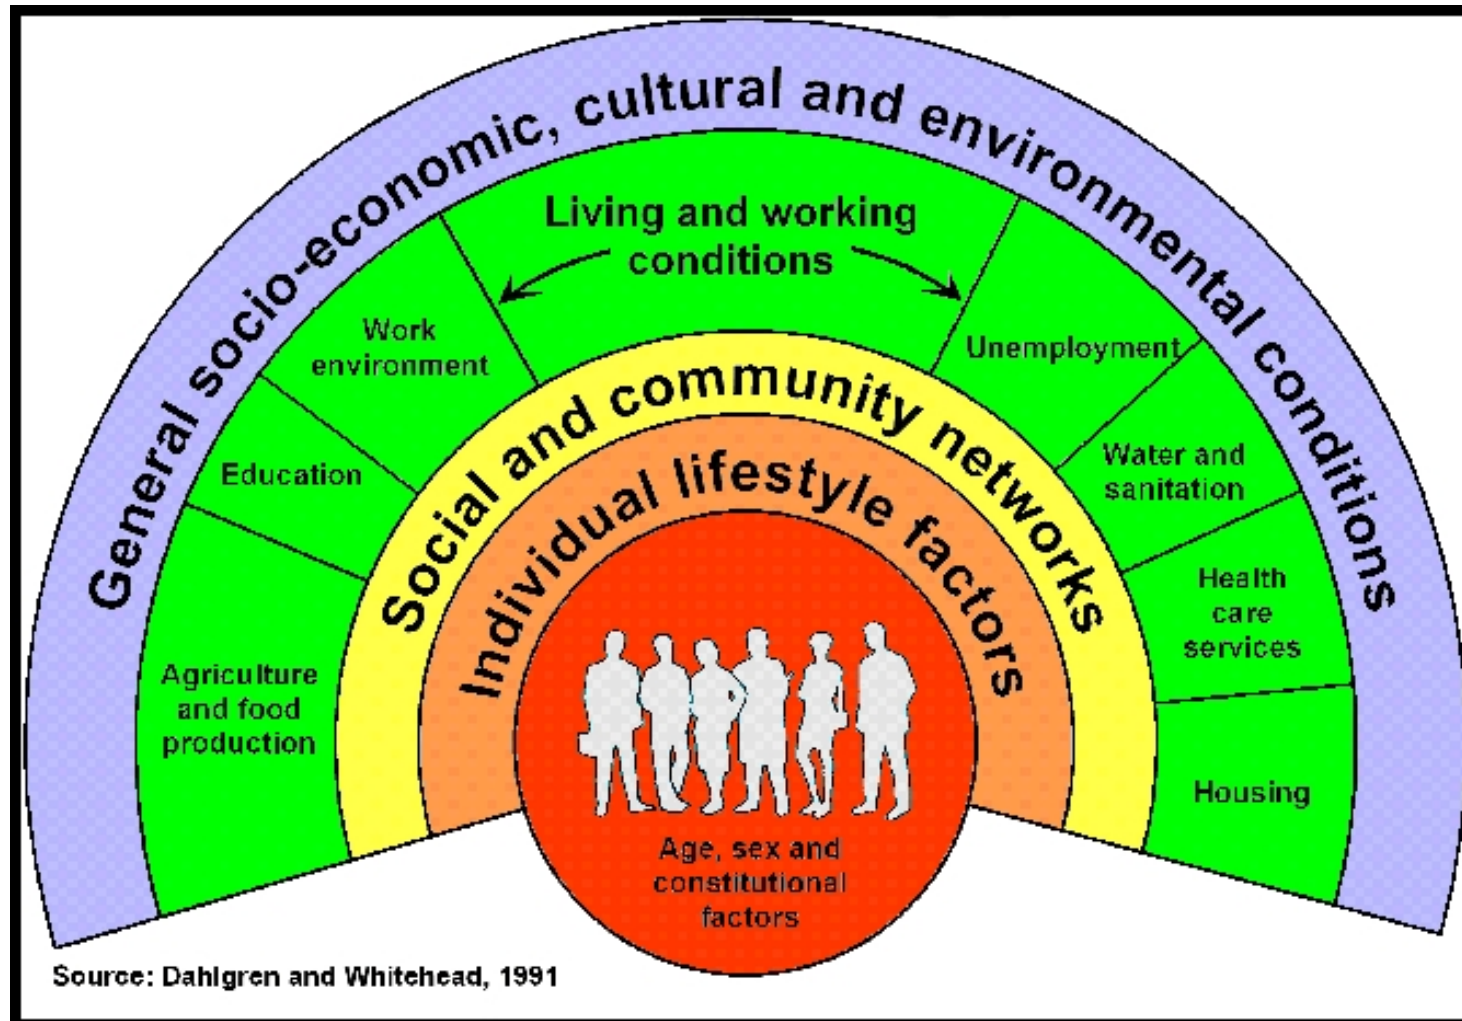 General socio-economic, cultural and environmental conditions
Living and working
conditions
Work
environment
Unemployment
Education
Water and
sanitation
Agriculture
and food
production
Health
care
services
Housing
Social and community networks
Individual lifestyle factors
Age, sex and
constitutional
factors
Source: Dahlgren and Whitehead, 1991